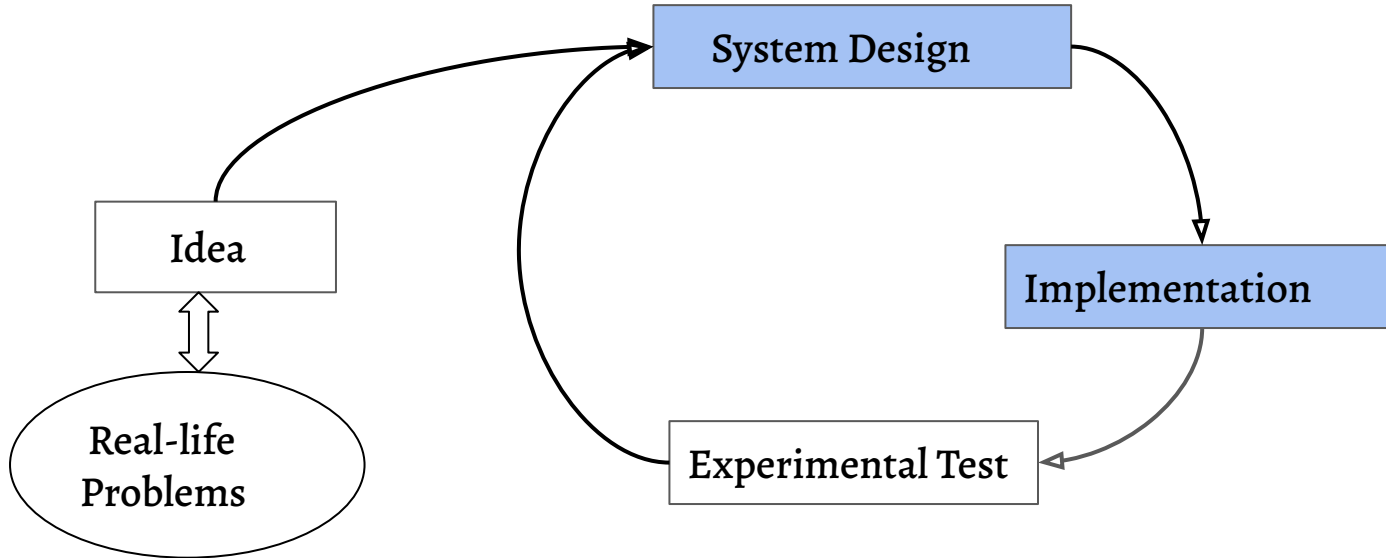 System Design
Idea
Implementation
Real-life
Problems
Experimental Test